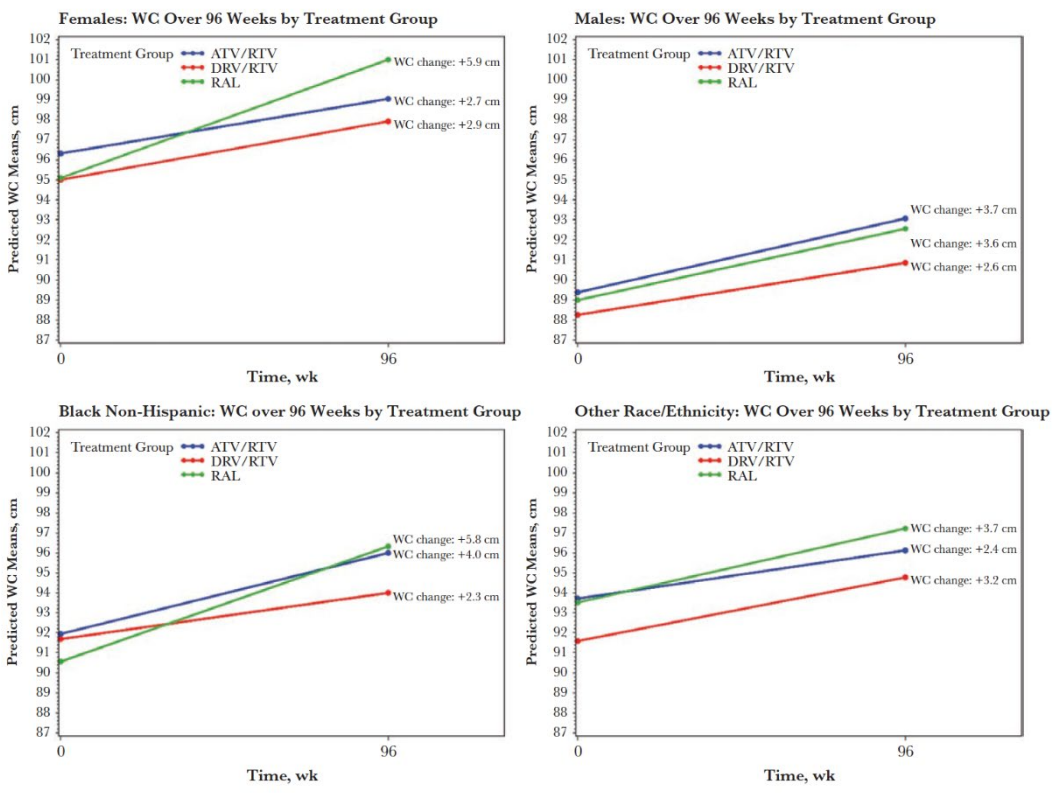 Females: WC Over 96 Weeks by Treatment Group
102
101
100
99
98
97
96
95
94
93
92
91
90
89
88
87
Predicted WC Means, cm
Treatment Group
ATV/RTV
DRV/RTV
RAL
WC change: +5.9 cm
WC change: +2.7 cm
WC change: +2.9 cm
0
96
Time, wk
Males: WC Over 96 Weeks by Treatment Group
102
101
100
99
98
97
96
95
94
93
92
91
90
89
88
87
Predicted WC Means, cm
Treatment Group
ATV/RTV
DRV/RTV
RAL
WC change: +3.7 cm
WC change: +3.6 cm
WC change: +2.6 cm
0
96
Time, wk
Black Non-Hispanic: WC over 96 Weeks by Treatment Group
102
101
100
99
98
97
96
95
94
93
92
91
90
89
88
87
Predicted WC Means, cm
Treatment Group
ATV/RTV
DRV/RTV
RAL
WC change: +5.8 cm
WC change: +4.0 cm
WC change: +2.3 cm
0
96
Time, wk
Other Race/Ethnicity: WC Over 96 Weeks by Treatment Group
102
101
100
99
98
97
96
95
94
93
92
91
90
89
88
87
Predicted WC Means, cm
Treatment Group
ATV/RTV
DRV/RTV
RAL
WC change: +3.7 cm
WC change: +2.4 cm
WC change: +3.2 cm
0
96
Time, wk